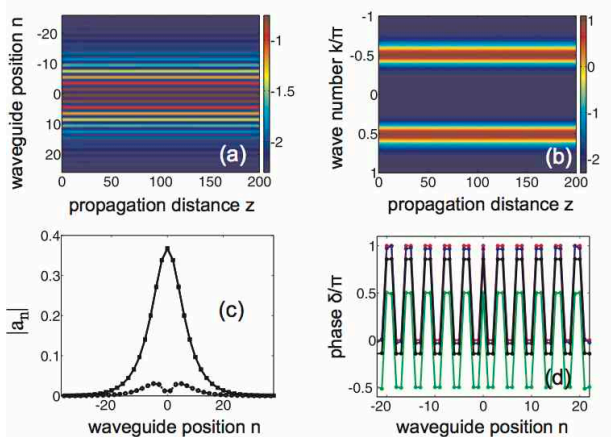 -20
-10
0
10
20
waveguide position n
0 50 100 150 200
propagation distance z
(a)
-1
-1.5
-2
-1
-0.5
0
0.5
1
wave number k/π
0 50 100 150 200
propagation distance z
(b)
1
0
-1
-2
0.4
0.3
0.2
0.1
0
|aₙ|
(c)
-20 0 20
waveguide position n
1
0.5
0
-0.5
phase δ/π
(d)
-20 -10 0 10 20
waveguide position n